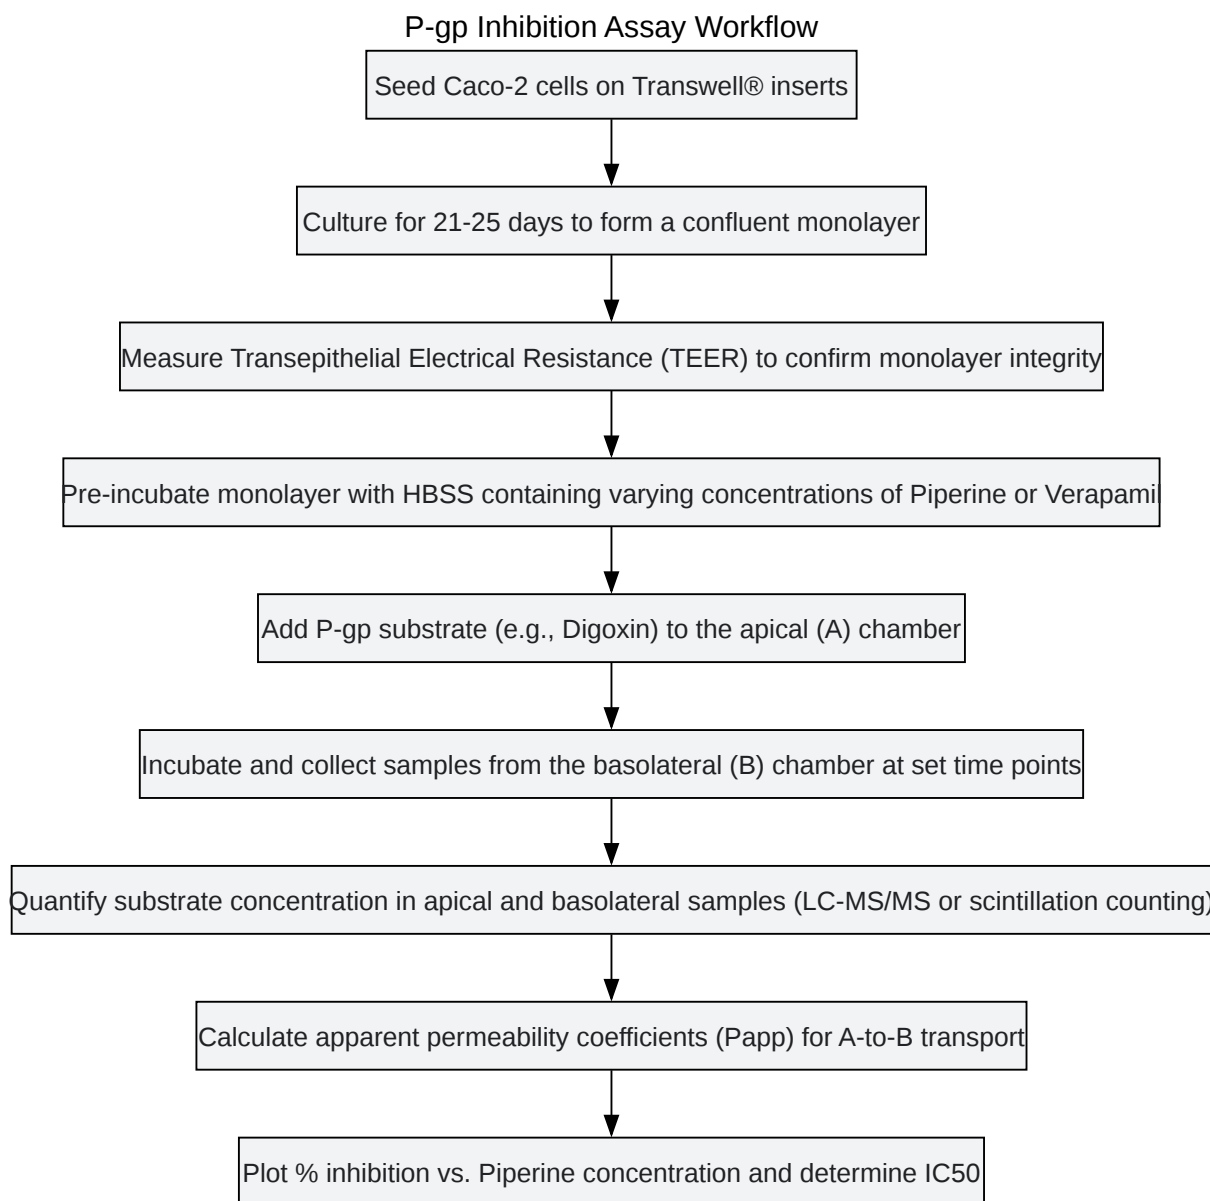 P-gp Inhibition Assay Workflow
Seed Caco-2 cells on Transwell® inserts
Culture for 21-25 days to form a confluent monolayer
Measure Transepithelial Electrical Resistance (TEER) to confirm monolayer integrity
Pre-incubate monolayer with HBSS containing varying concentrations of Piperine or Verapamil
Add P-gp substrate (e.g., Digoxin) to the apical (A) chamber
Incubate and collect samples from the basolateral (B) chamber at set time points
Quantify substrate concentration in apical and basolateral samples (LC-MS/MS or scintillation counting)
Calculate apparent permeability coefficients (Papp) for A-to-B transport
Plot % inhibition vs. Piperine concentration and determine IC50